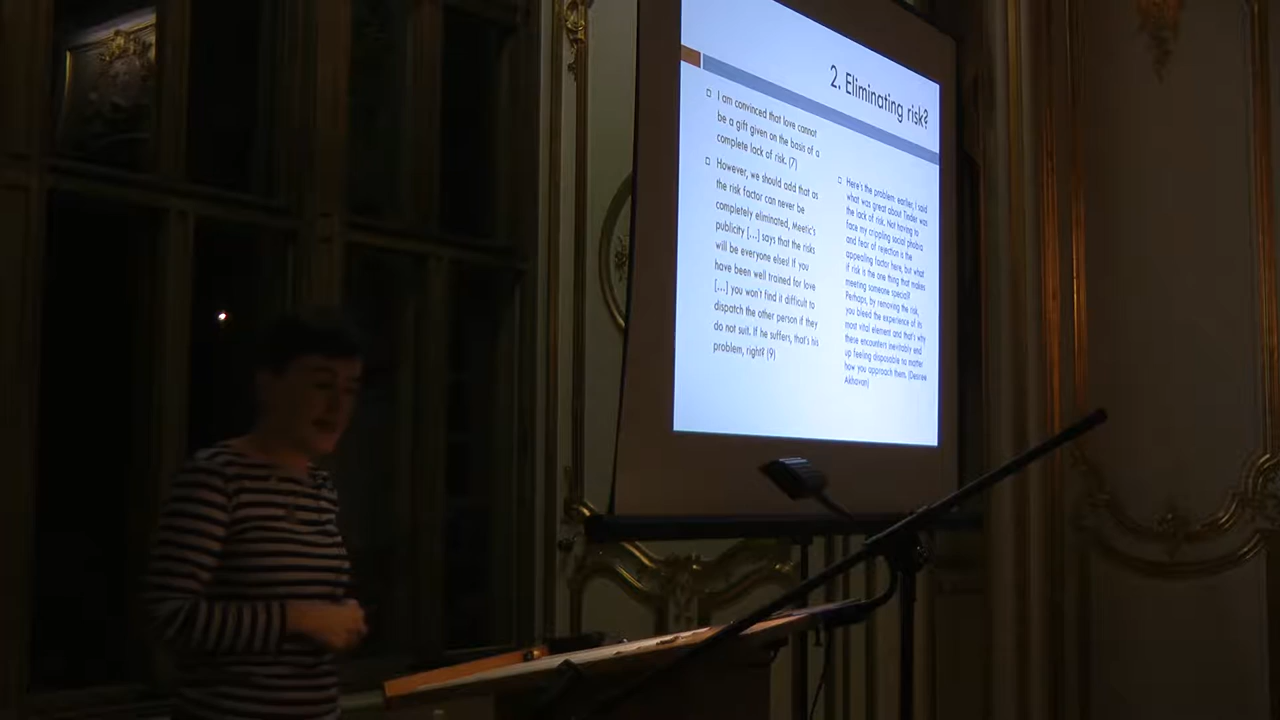 2. Eliminating risk?
I am convinced that love cannot
be a gift given on the basis of a
complete lack of risk. (7)
However, we should add that as
the risk factor can never be
completely eliminated, Meetic's
publicity [...] says that the risks
will be everyone elses! If you
have been well trained for love
[...] you won't find it difficult to
dispatch the other person if they
do not suit. If he suffers, that's his
problem, right? (9)
Here's the problem: earlier, I said
what was great about Tinder was
the lack of risk. Not having to
face my crippling social phobia
and fear of rejection is the
appealing factor here, but what
if risk is the one thing that makes
meeting someone special?
Perhaps, by removing the risk,
you bleed the experience of its
most vital element and that's why
these encounters inevitably end
up feeling disposable no matter
how you approach them. (Desiree
Akhavan)